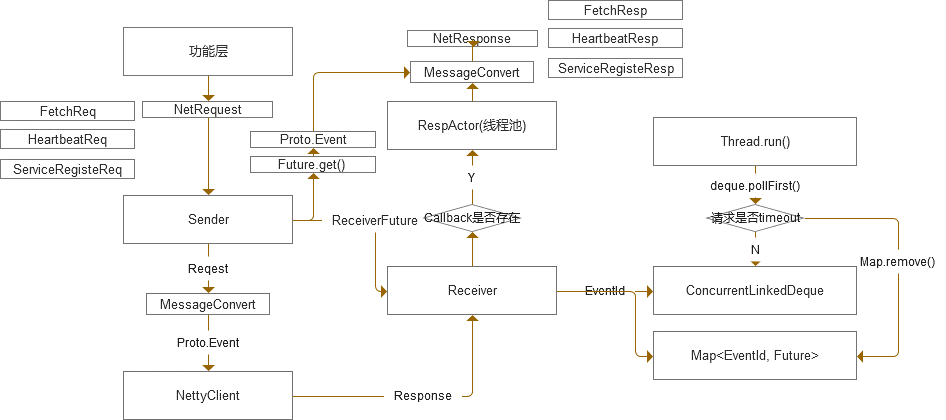 功能层
NetRequest
FetchReq
HeartbeatReq
ServiceRegisteReq
Sender
Reqest
MessageConvert
Proto.Event
NettyClient
Proto.Event
Future.get()
ReceiverFuture
Response
NetResponse
MessageConvert
RespActor(线程池)
Y
Callback是否存在
Receiver
FetchResp
HeartbeatResp
ServiceRegisteResp
EventId
Thread.run()
deque.pollFirst()
请求是否timeout
N
Map.remove()
ConcurrentLinkedDeque
Map<EventId, Future>